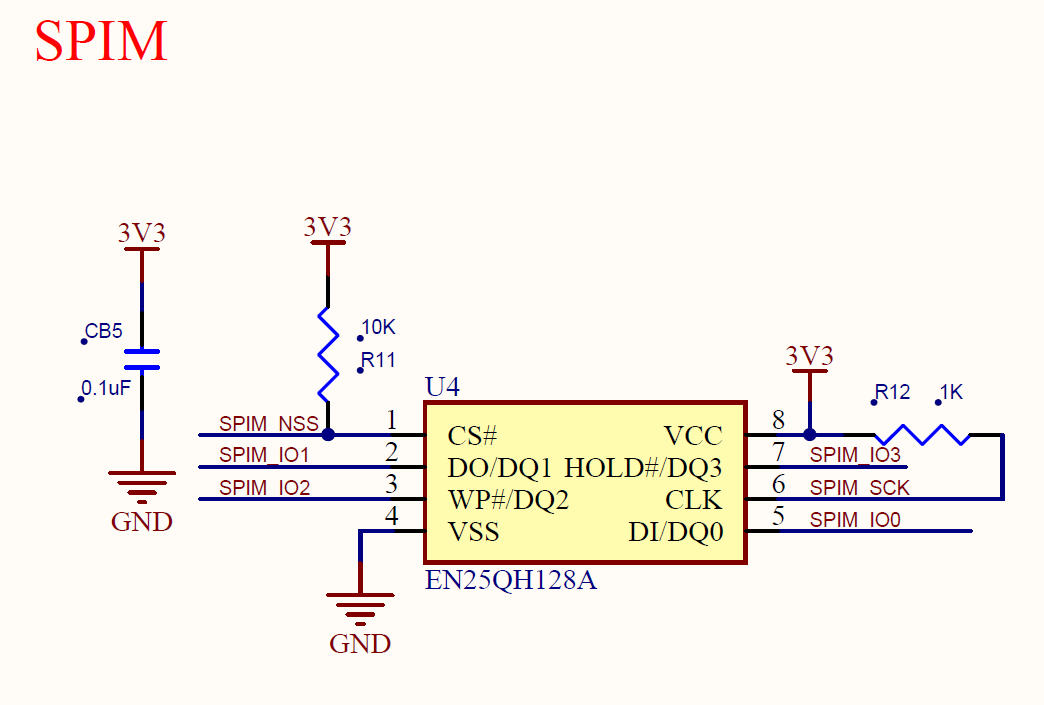 SPIM
3V3
3V3
CB5
0.1uF
GND
10K
R11
3V3
R12
1K
U4
SPIM_NSS
1
CS#
VCC
8
SPIM_IO1
2
DO/DQ1
HOLD#/DQ3
7
SPIM_IO3
SPIM_IO2
3
WP#/DQ2
CLK
6
SPIM_SCK
4
VSS
DI/DQ0
5
SPIM_IO0
EN25QH128A
GND